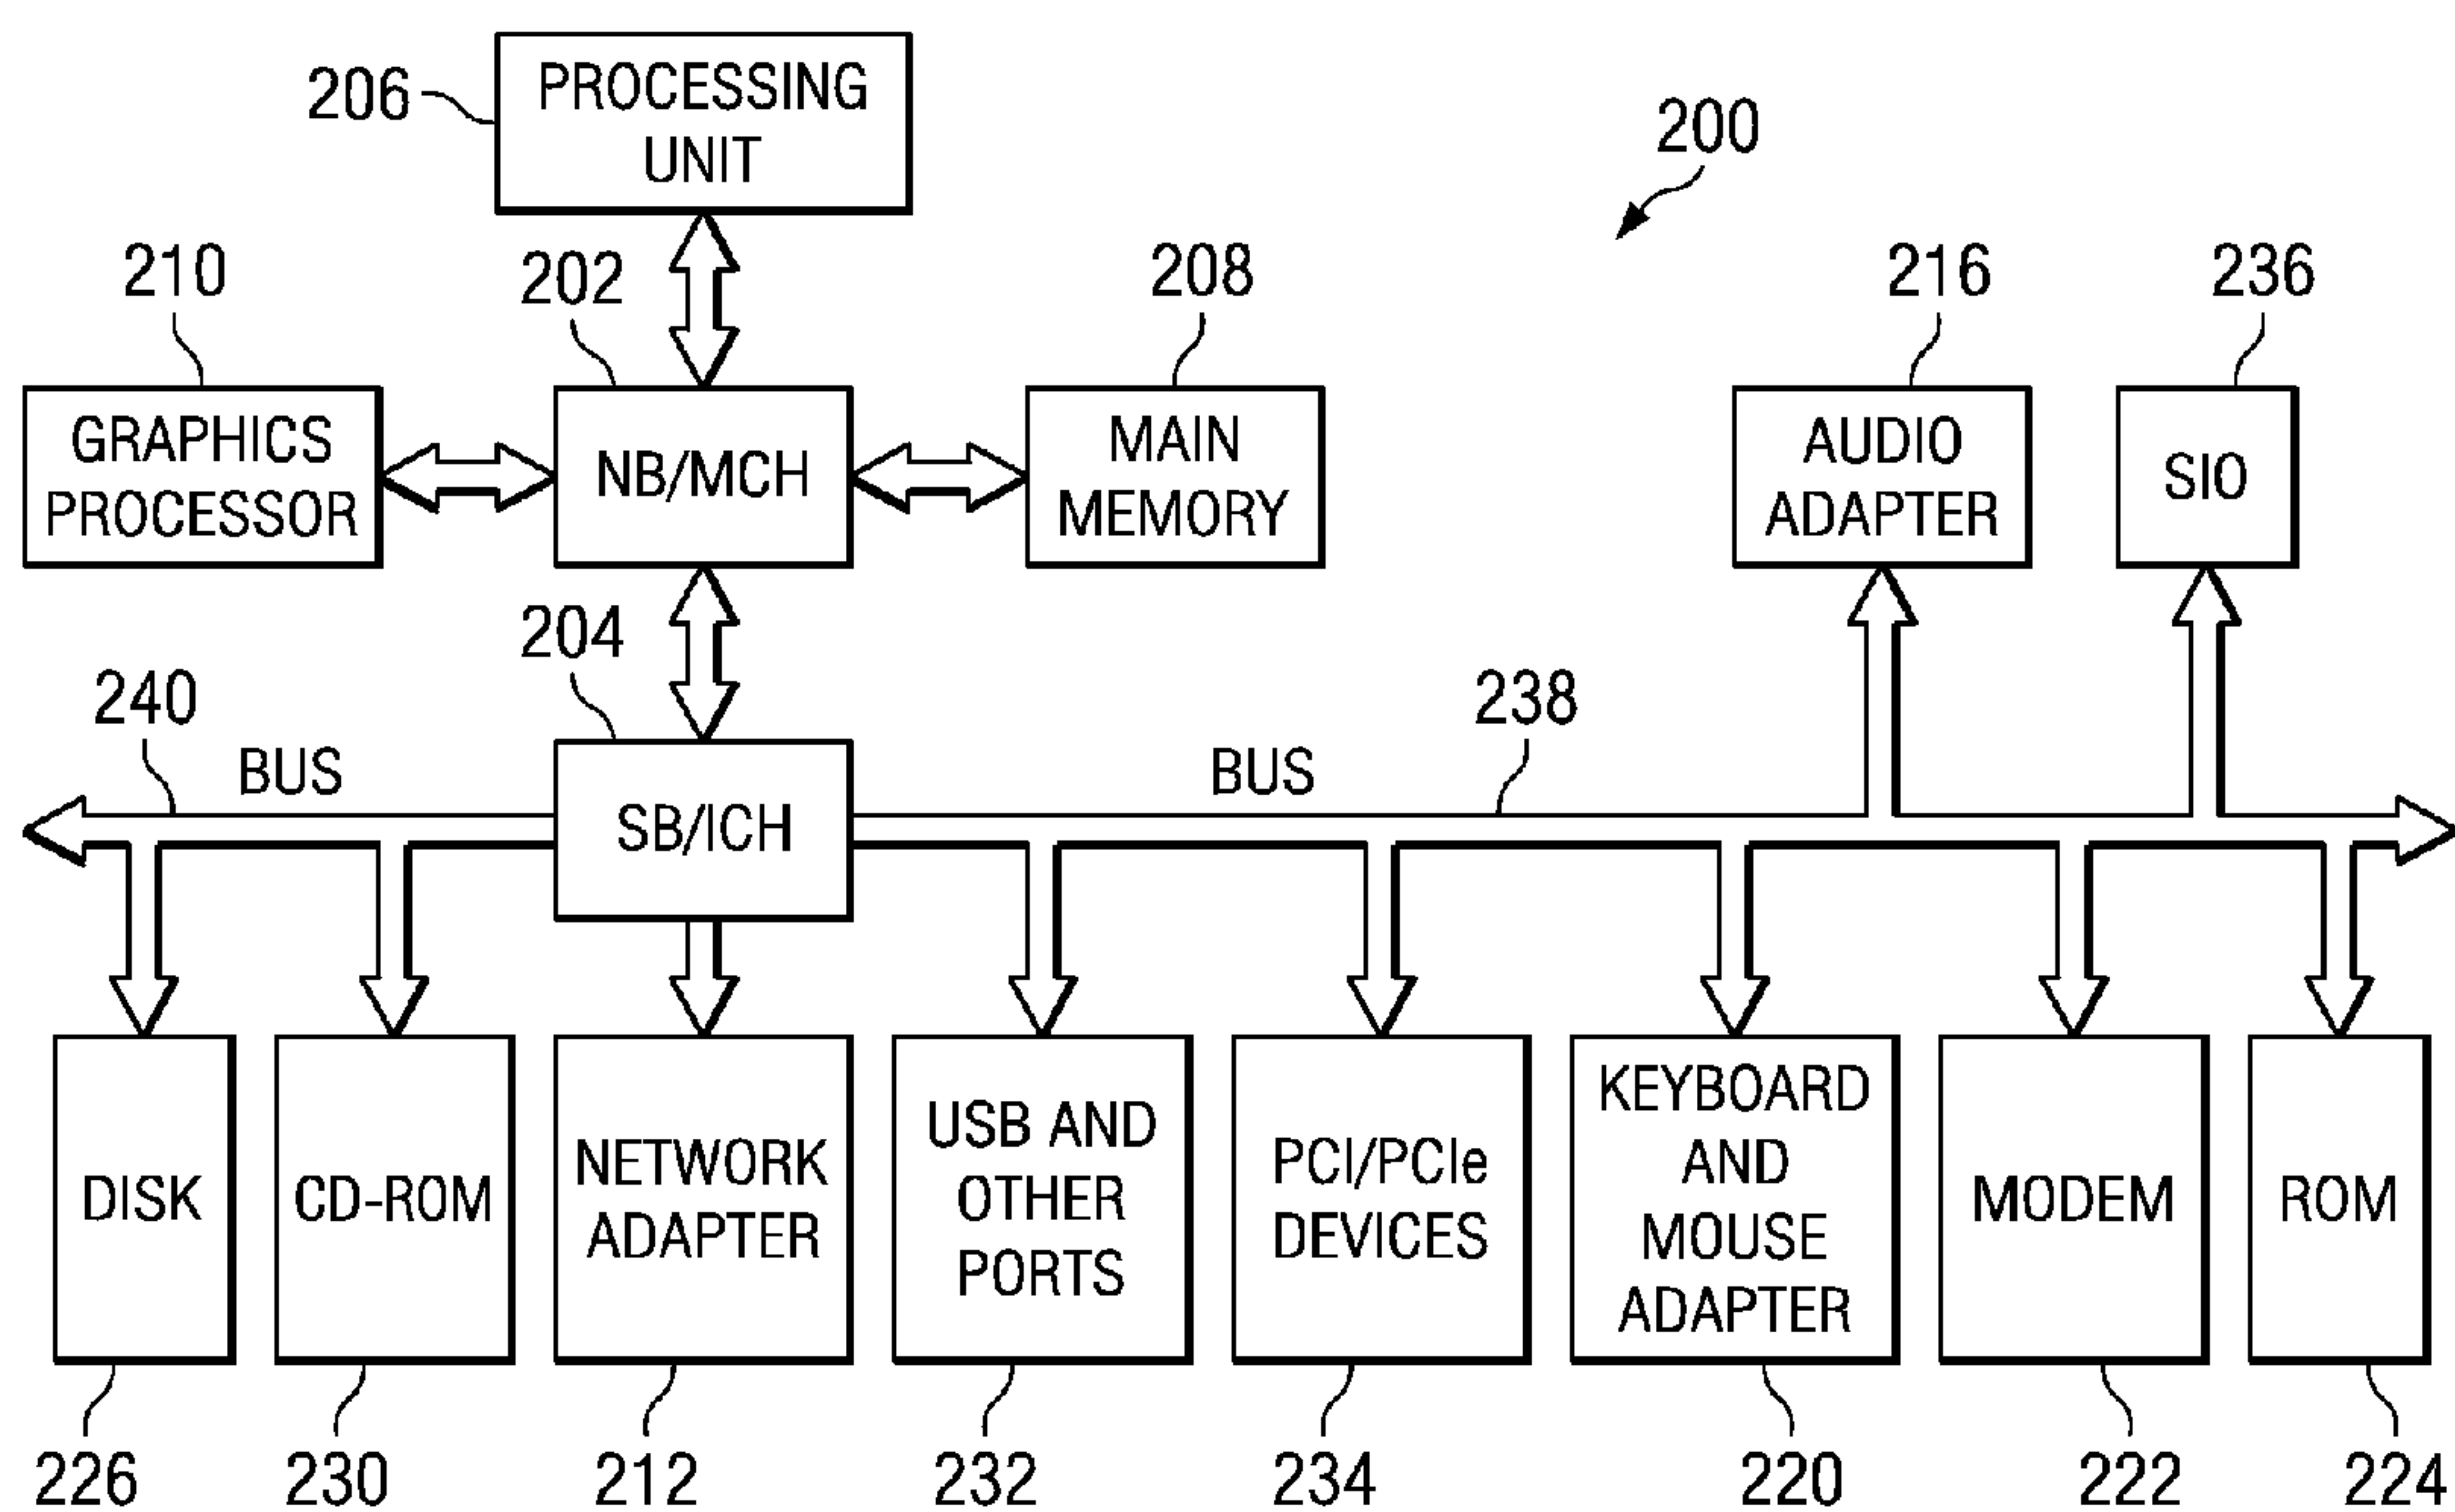 206
PROCESSING
UNIT
200
210
202
208
216
236
GRAPHICS
PROCESSOR
NB/MCH
MAIN
MEMORY
AUDIO
ADAPTER
SIO
204
240
BUS
238
BUS
SB/ICH
DISK
CD-ROM
NETWORK
ADAPTER
USB AND
OTHER
PORTS
PCI/PCIe
DEVICES
KEYBOARD
AND
MOUSE
ADAPTER
MODEM
ROM
226
230
212
232
234
220
222
224